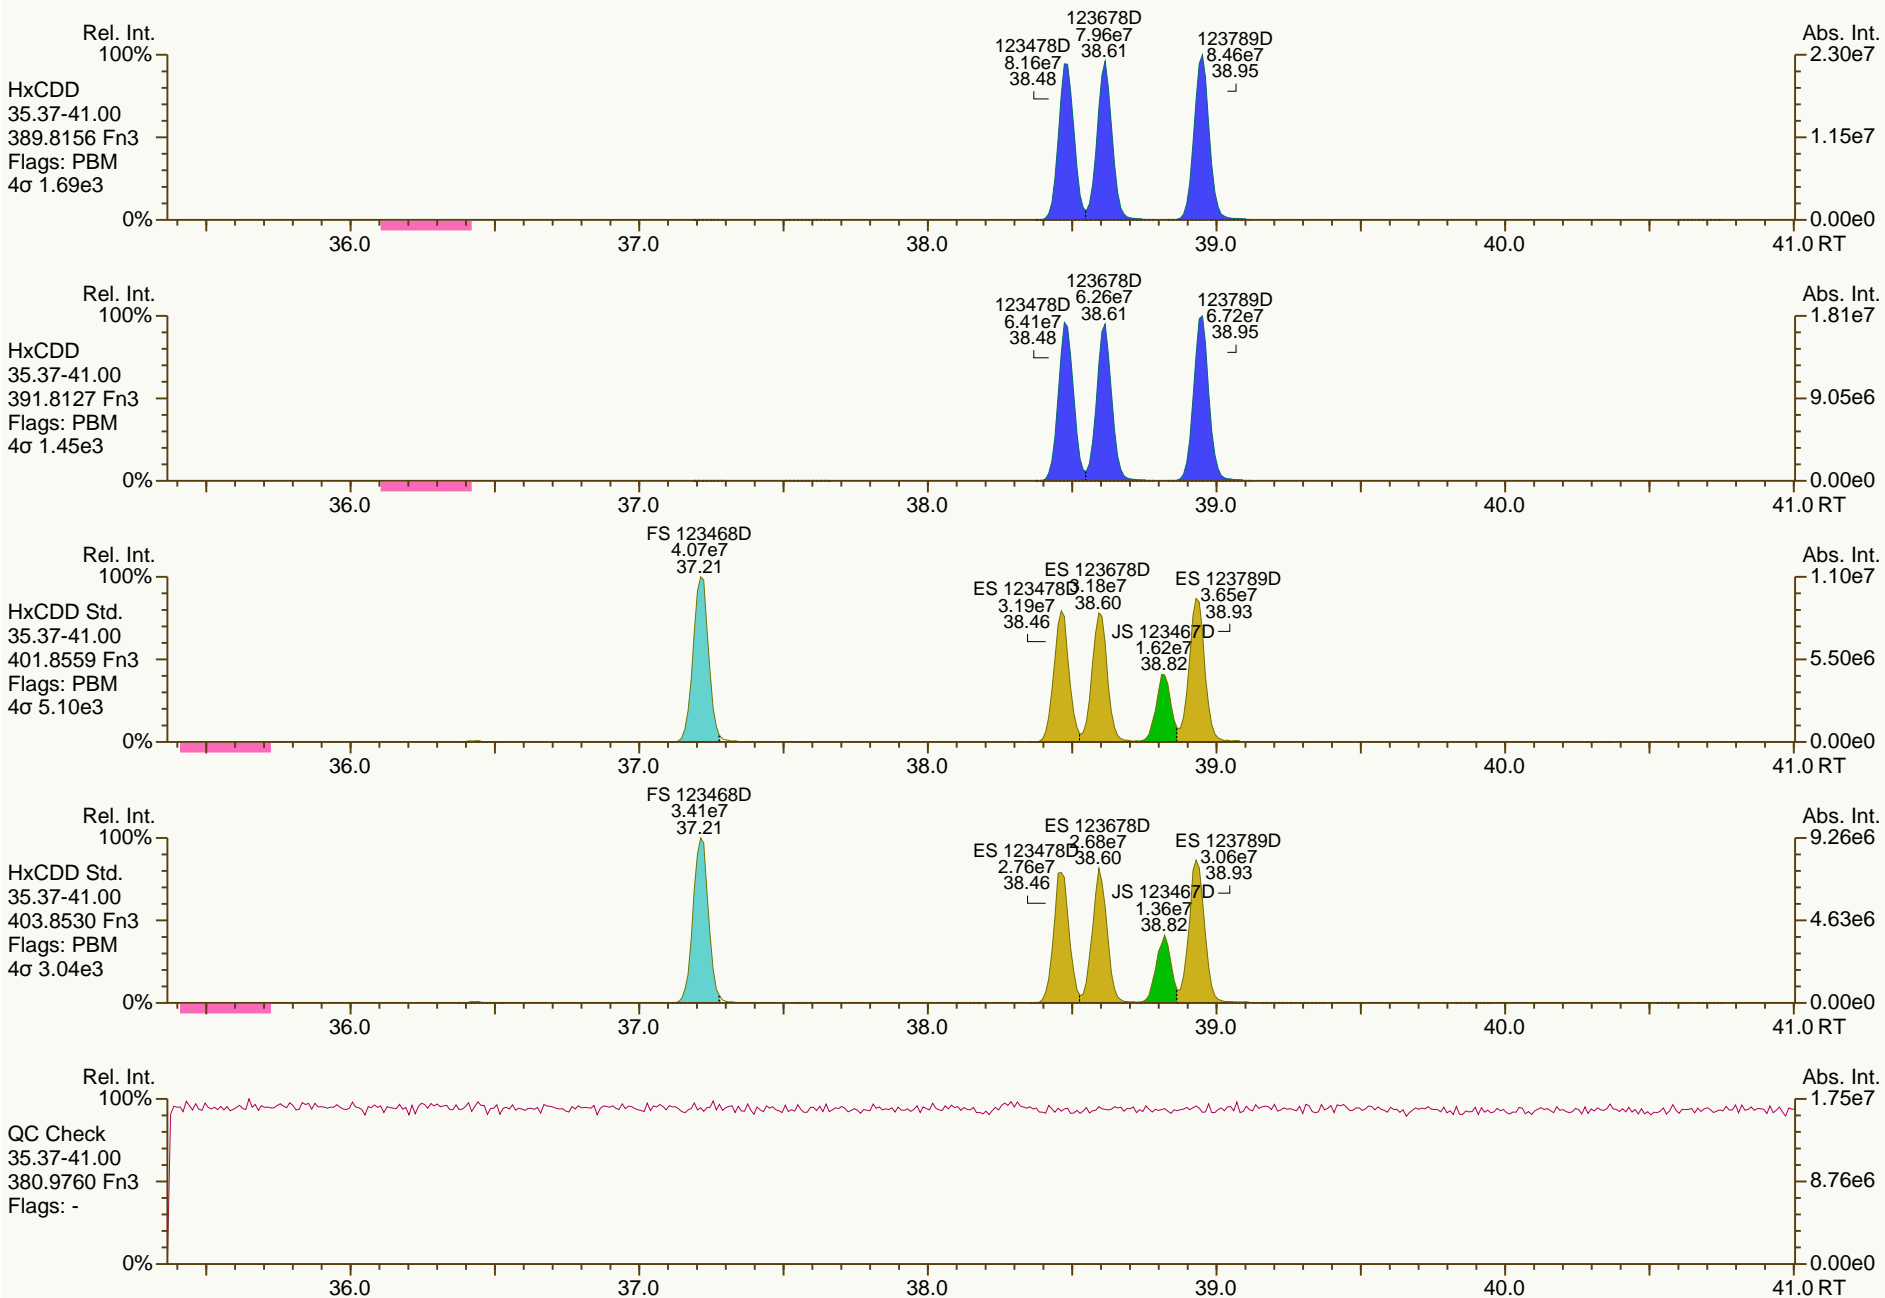 Rel. Int.
100%
0%
HxCDD
35.37-41.00
389.8156 Fn3
Flags: PBM
4σ 1.69e3
123478D
8.16e7
38.48
123678D
7.96e7
38.61
123789D
8.46e7
38.95
Abs. Int.
2.30e7
1.15e7
0.00e0
36.0 37.0 38.0 39.0 40.0 41.0 RT
Rel. Int.
100%
0%
HxCDD
35.37-41.00
391.8127 Fn3
Flags: PBM
4σ 1.45e3
123478D
6.41e7
38.48
123678D
6.26e7
38.61
123789D
6.72e7
38.95
Abs. Int.
1.81e7
9.05e6
0.00e0
36.0 37.0 38.0 39.0 40.0 41.0 RT
Rel. Int.
100%
0%
HxCDD Std.
35.37-41.00
401.8559 Fn3
Flags: PBM
4σ 5.10e3
FS 123468D
4.07e7
37.21
ES 123478D
3.19e7
38.46
ES 123678D
3.18e7
38.60
JS 123467D
1.62e7
38.82
ES 123789D
3.65e7
38.93
Abs. Int.
1.10e7
5.50e6
0.00e0
36.0 37.0 38.0 39.0 40.0 41.0 RT
Rel. Int.
100%
0%
HxCDD Std.
35.37-41.00
403.8530 Fn3
Flags: PBM
4σ 3.04e3
FS 123468D
3.41e7
37.21
ES 123478D
2.76e7
38.46
ES 123678D
2.68e7
38.60
JS 123467D
1.36e7
38.82
ES 123789D
3.06e7
38.93
Abs. Int.
9.26e6
4.63e6
0.00e0
36.0 37.0 38.0 39.0 40.0 41.0 RT
Rel. Int.
100%
0%
QC Check
35.37-41.00
380.9760 Fn3
Flags: -
Abs. Int.
1.75e7
8.76e6
0.00e0
36.0 37.0 38.0 39.0 40.0 41.0 RT